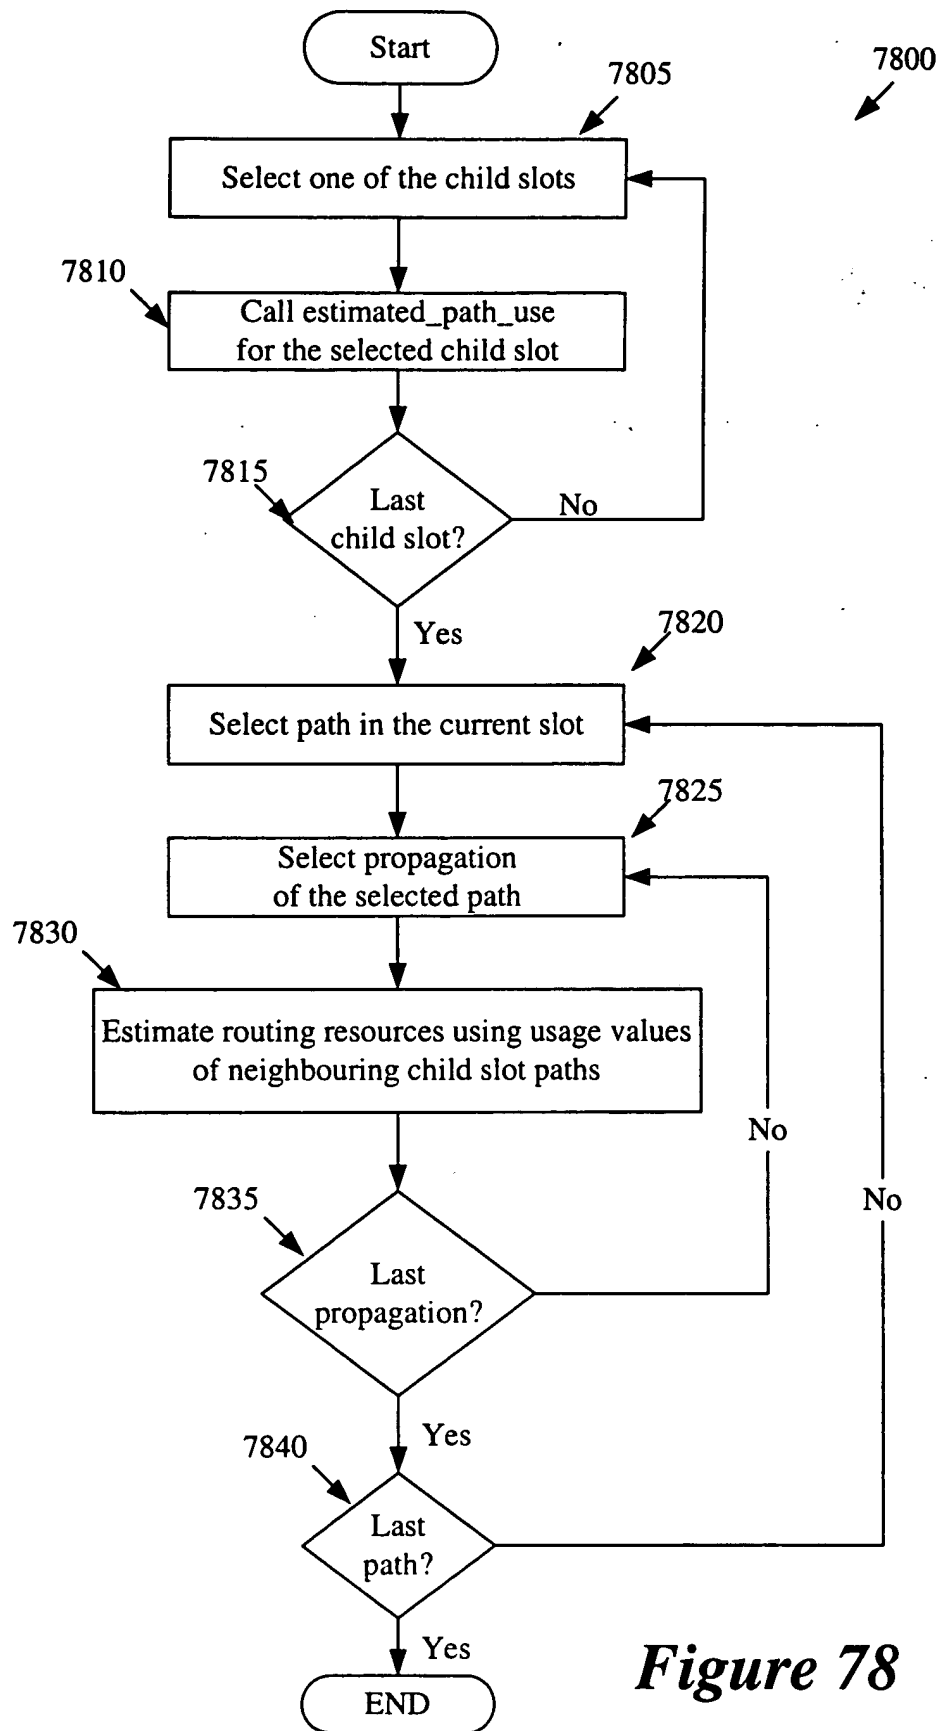 Start
7800
7805
Select one of the child slots
7810
Call estimated_path_use
for the selected child slot
7815
Last
child slot?
No
Yes
7820
Select path in the current slot
7825
Select propagation
of the selected path
7830
Estimate routing resources using usage values
of neighbouring child slot paths
No
7835
No
Last
propagation?
Yes
7840
Last
path?
Yes
Figure 78
END